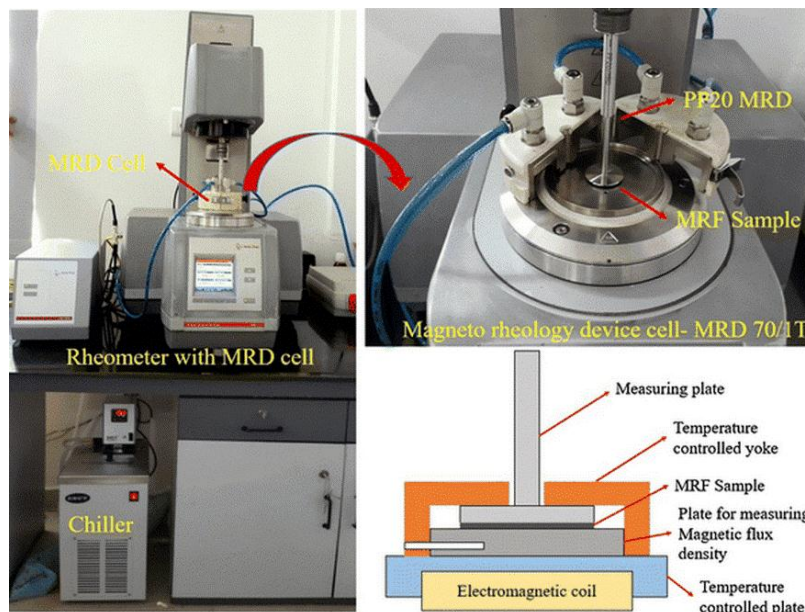 MRD Cell
Rheometer with MRD cell
Chiller
PP20 MRD
MRF Sample
Magneto rheology device cell- MRD 70/1T
Measuring plate
Temperature
controlled yoke
MRF Sample
Plate for measuring
Magnetic flux
density
Electromagnetic coil
Temperature
controlled plate